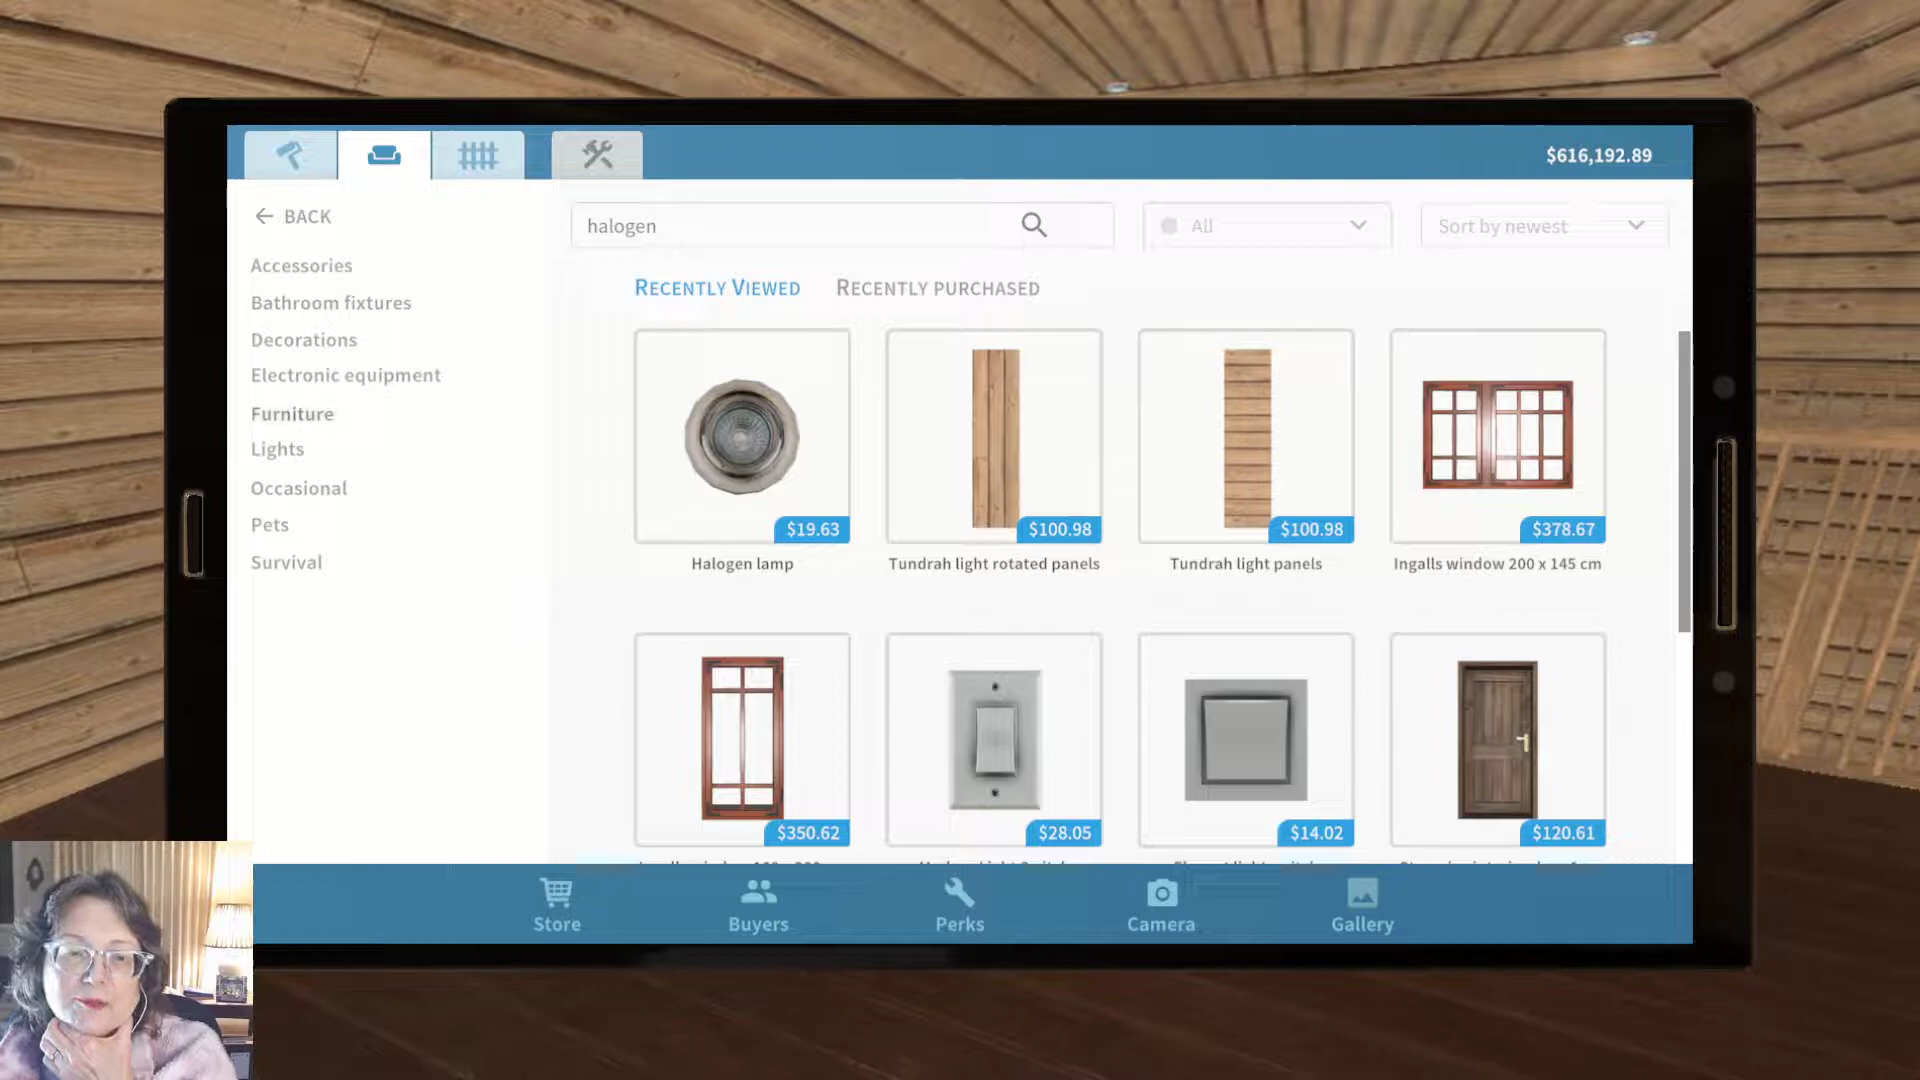 $616,192.89
BACK
halogen
All
Sort by newest
Accessories
Bathroom fixtures
Decorations
Electronic equipment
Furniture
Lights
Occasional
Pets
Survival
RECENTLY VIEWED
RECENTLY PURCHASED
$19.63
$100.98
$100.98
$378.67
Halogen lamp
Tundrah light rotated panels
Tundrah light panels
Ingalls window 200 x 145 cm
$350.62
$28.05
$14.02
$120.61
Store
Buyers
Perks
Camera
Gallery